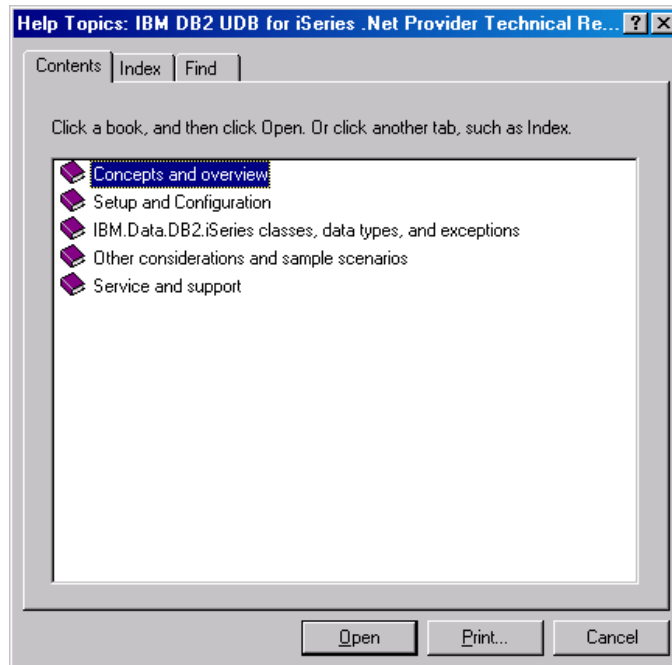 Help Topics: IBM DB2 UDB for iSeries .Net Provider Technical Re...
Contents Index Find
Click a book, and then click Open. Or click another tab, such as Index.
Concepts and overview
Setup and Configuration
IBM.Data.DB2.iSeries classes, data types, and exceptions
Other considerations and sample scenarios
Service and support
Open Print... Cancel